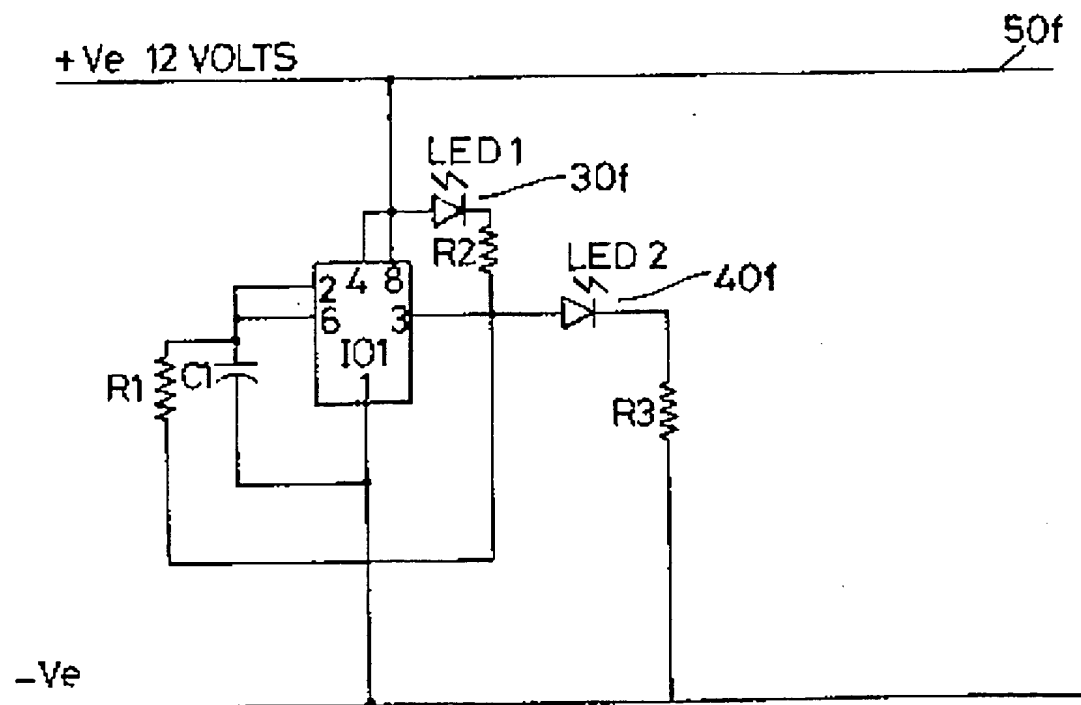 50f
+Ve 12 VOLTS
LED 1
30f
R2
LED 2
40f
4 8
2
6 3
IO1
1
R1
C1
R3
-Ve